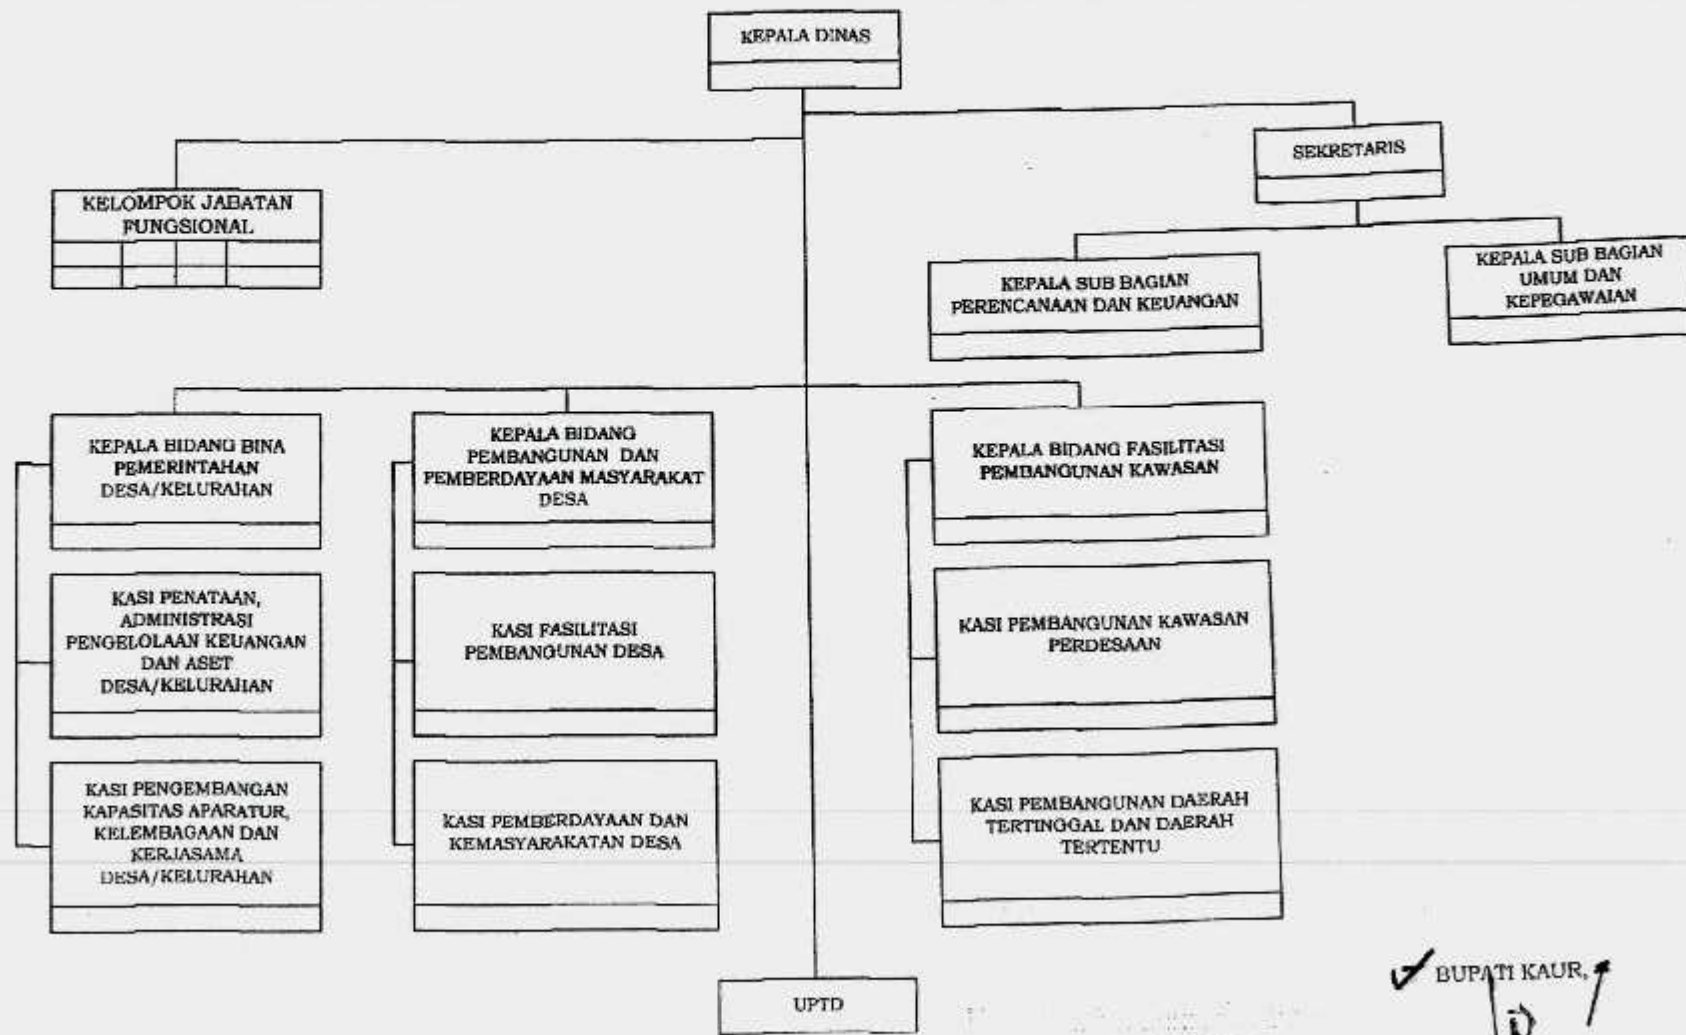 KEPALA DINAS
SEKRETARIS
KELOMPOK JABATAN
FUNGSIONAL
KEPALA SUB BAGIAN
PERENCANAAN DAN KEUANGAN
KEPALA SUB BAGIAN
UMUM DAN
KEPEGAWAIAN
KEPALA BIDANG BINA
PEMERINTAHAN
DESA/KELURAHAN
KEPALA BIDANG
PEMBANGUNAN DAN
PEMBERDAYAAN MASYARAKAT
DESA
KEPALA BIDANG FASILITASI
PEMBANGUNAN KAWASAN
KASI PENATAAN,
ADMINISTRASI
PENGELOLAAN KEUANGAN
DAN ASET
DESA/KELURAHAN
KASI FASILITASI
PEMBANGUNAN DESA
KASI PEMBANGUNAN KAWASAN
PERDESAAN
KASI PENGEMBANGAN
KAPASITAS APARATUR,
KELEMBAGAAN DAN
KERJASAMA
DESA/KELURAHAN
KASI PEMBERDAYAAN DAN
KEMASYARAKATAN DESA
KASI PEMBANGUNAN DAERAH
TERTINGGAL DAN DAERAH
TERTENTU
UPTD
BUPATI KAUR,